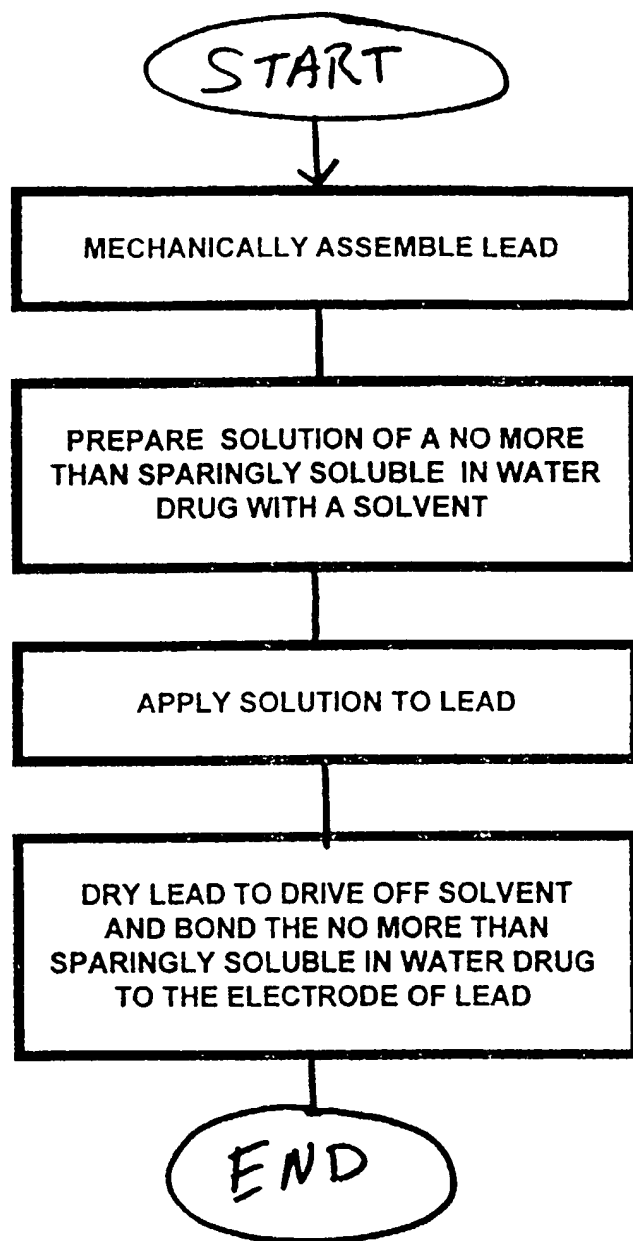 START
MECHANICALLY ASSEMBLE LEAD
PREPARE SOLUTION OF A NO MORE
THAN SPARINGLY SOLUBLE IN WATER
DRUG WITH A SOLVENT
APPLY SOLUTION TO LEAD
DRY LEAD TO DRIVE OFF SOLVENT
AND BOND THE NO MORE THAN
SPARINGLY SOLUBLE IN WATER DRUG
TO THE ELECTRODE OF LEAD
END